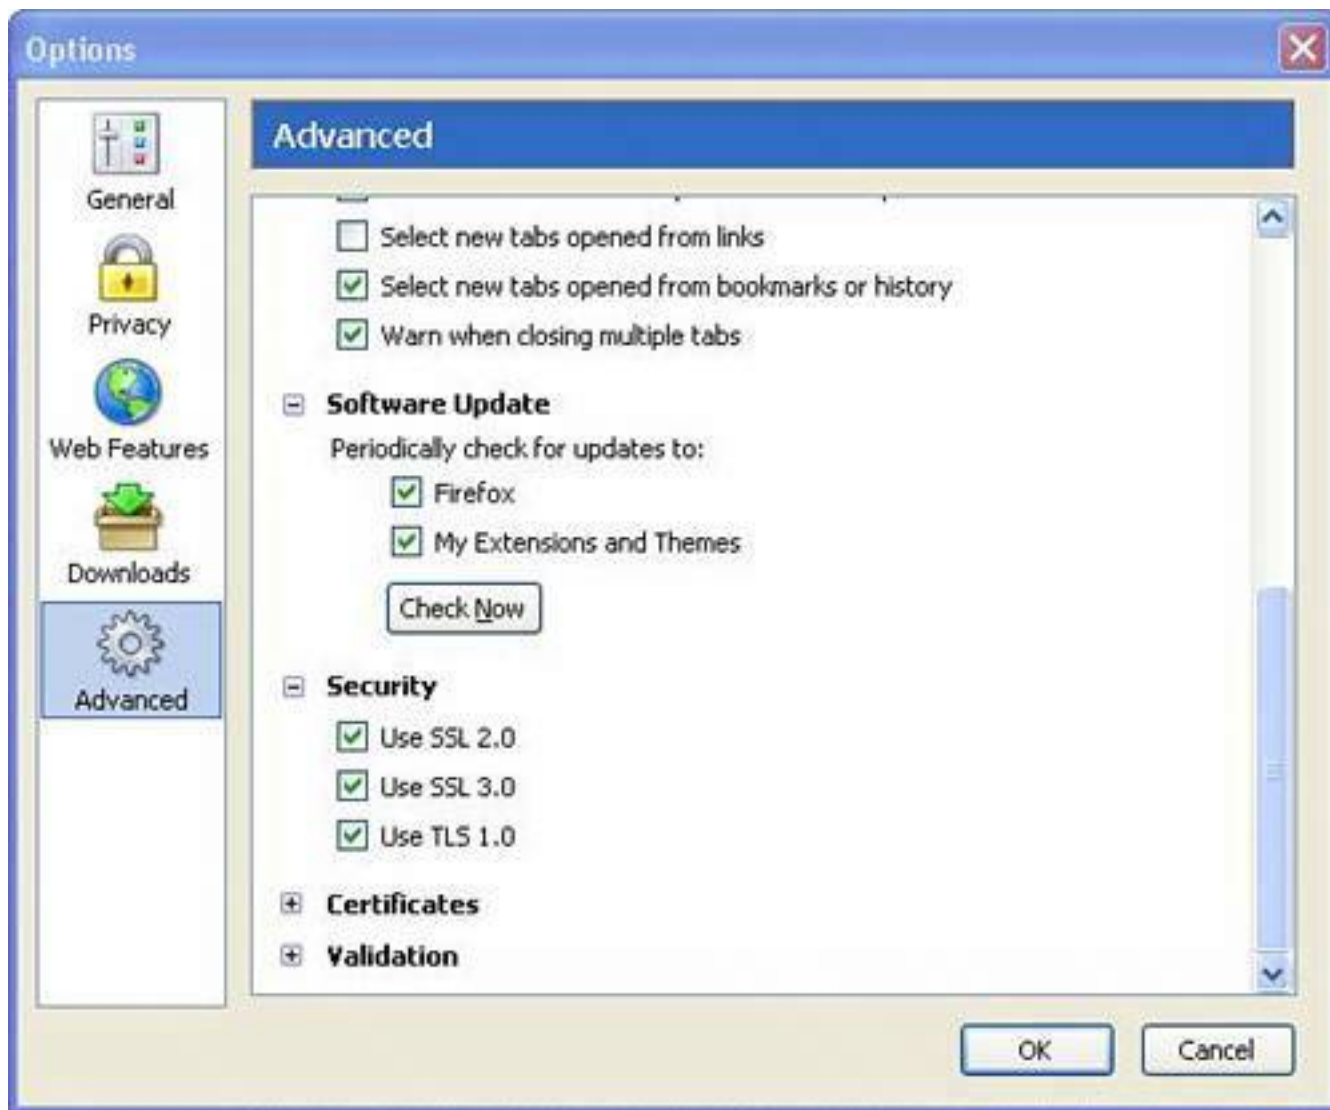 Options
General
Privacy
Web Features
Downloads
Advanced
Advanced
Select new tabs opened from links
Select new tabs opened from bookmarks or history
Warn when closing multiple tabs
Software Update
Periodically check for updates to:
Firefox
My Extensions and Themes
Check Now
Security
Use SSL 2.0
Use SSL 3.0
Use TLS 1.0
Certificates
Validation
OK
Cancel